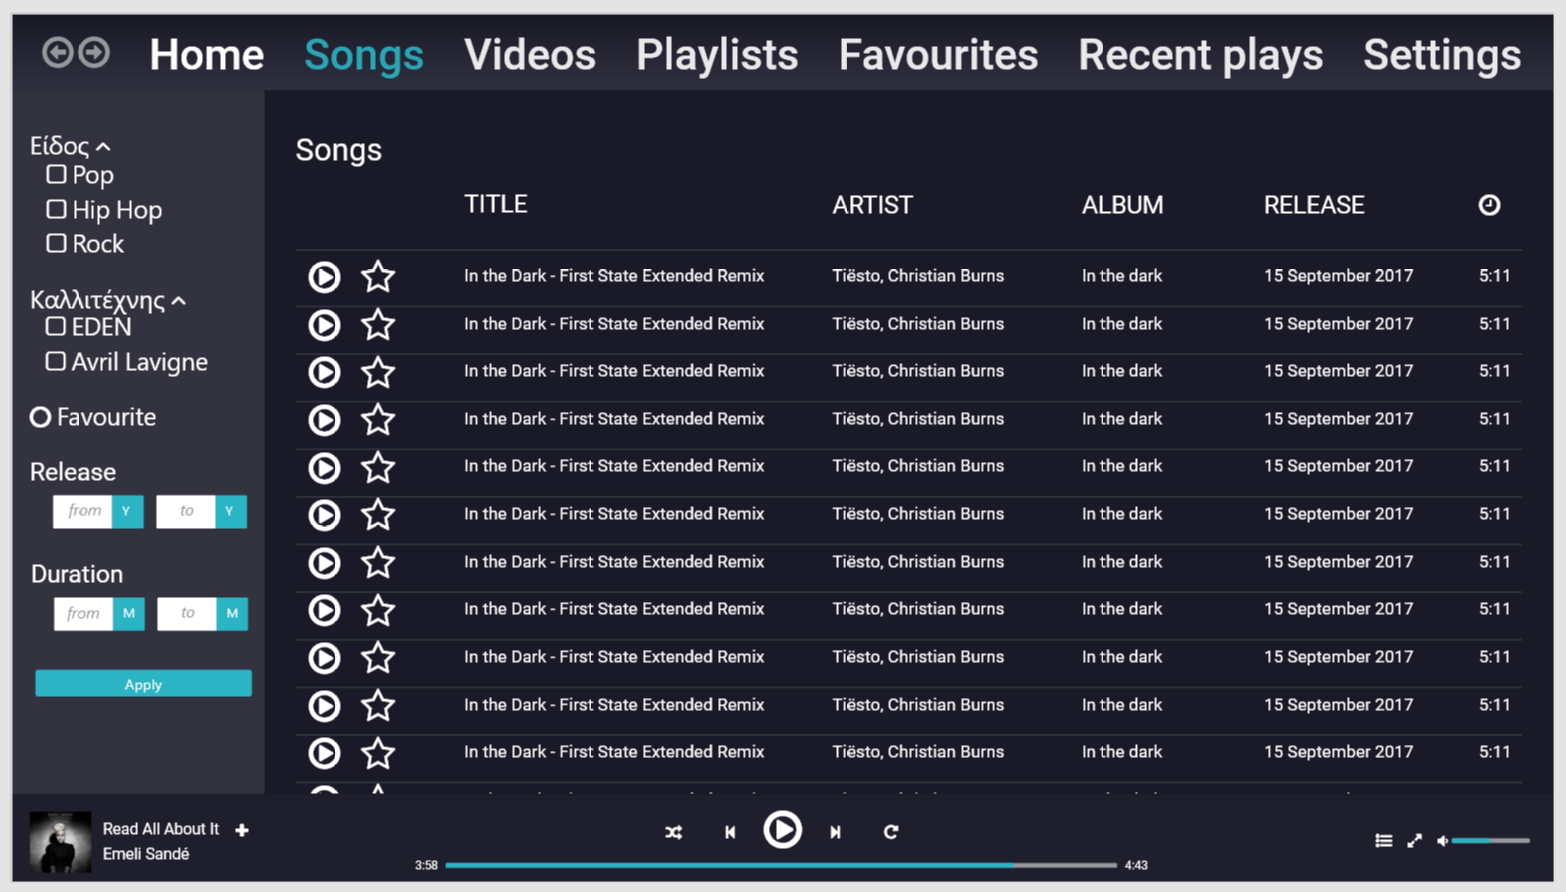 Home Songs Videos Playlists Favourites Recent plays Settings
Είδος
Pop
Hip Hop
Rock
Καλλιτέχνης
EDEN
Avril Lavigne
Favourite
Release
from Y to Y
Duration
from M to M
Apply
Songs
TITLE ARTIST ALBUM RELEASE
In the Dark - First State Extended Remix Tiësto, Christian Burns In the dark 15 September 2017 5:11
In the Dark - First State Extended Remix Tiësto, Christian Burns In the dark 15 September 2017 5:11
In the Dark - First State Extended Remix Tiësto, Christian Burns In the dark 15 September 2017 5:11
In the Dark - First State Extended Remix Tiësto, Christian Burns In the dark 15 September 2017 5:11
In the Dark - First State Extended Remix Tiësto, Christian Burns In the dark 15 September 2017 5:11
In the Dark - First State Extended Remix Tiësto, Christian Burns In the dark 15 September 2017 5:11
In the Dark - First State Extended Remix Tiësto, Christian Burns In the dark 15 September 2017 5:11
In the Dark - First State Extended Remix Tiësto, Christian Burns In the dark 15 September 2017 5:11
In the Dark - First State Extended Remix Tiësto, Christian Burns In the dark 15 September 2017 5:11
In the Dark - First State Extended Remix Tiësto, Christian Burns In the dark 15 September 2017 5:11
In the Dark - First State Extended Remix Tiësto, Christian Burns In the dark 15 September 2017 5:11
Read All About It
Emeli Sandé
3:58 4:43